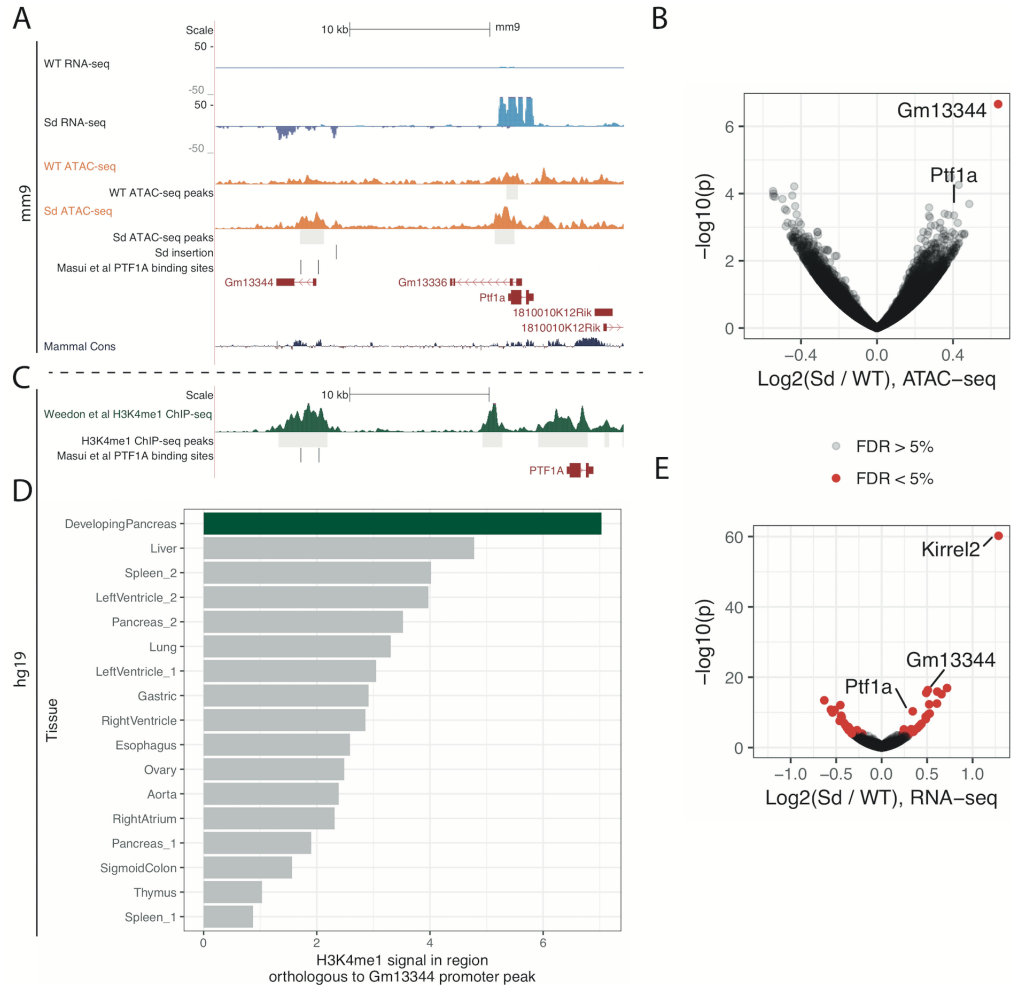 A
Scale
10 kb
mm9
50 -
WT RNA-seq
-50 _
50
Sd RNA-seq
-50 _
WT ATAC-seq
WT ATAC-seq peaks
Sd ATAC-seq
Sd ATAC-seq peaks
Sd insertion
Masui et al PTF1A binding sites
Gm13344
Gm13336
Ptf1a
1810010K12Rik
1810010K12Rik
Mammal Cons
mm9
B
Gm13344
Ptf1a
6
4
2
0
−log10(p)
−0.4
0.0
0.4
Log2(Sd / WT), ATAC−seq
C
Scale
10 kb
Weedon et al H3K4me1 ChIP-seq
H3K4me1 ChIP-seq peaks
Masui et al PTF1A binding sites
PTF1A
FDR > 5%
FDR < 5%
D
hg19
Tissue
DevelopingPancreas
Liver
Spleen_2
LeftVentricle_2
Pancreas_2
Lung
LeftVentricle_1
Gastric
RightVentricle
Esophagus
Ovary
Aorta
RightAtrium
Pancreas_1
SigmoidColon
Thymus
Spleen_1
0
2
4
6
H3K4me1 signal in region
orthologous to Gm13344 promoter peak
E
Kirrel2
Gm13344
Ptf1a
60
40
20
0
−log10(p)
−1.0
−0.5
0.0
0.5
1.0
Log2(Sd / WT), RNA−seq